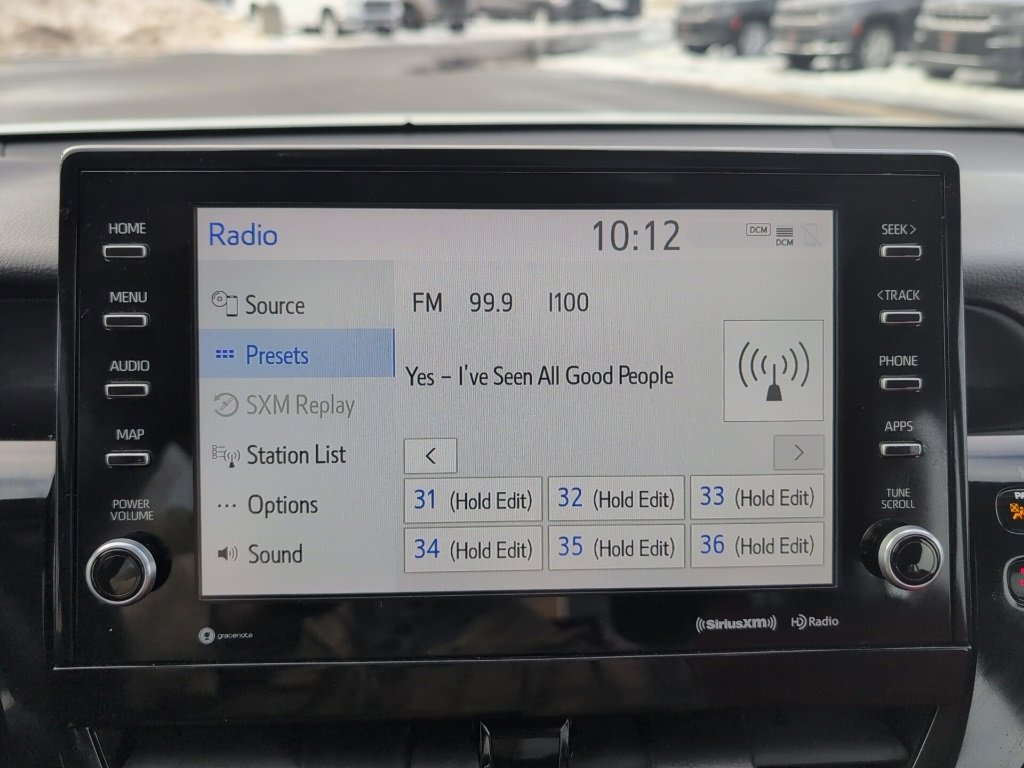 HOME
MENU
AUDIO
MAP
POWER
VOLUME
Radio
10:12
DCM
DCM
Source
Presets
SXM Replay
Station List
... Options
Sound
FM 99.9 I100
Yes – I've Seen All Good People
<
>
31 (Hold Edit)
32 (Hold Edit)
33 (Hold Edit)
34 (Hold Edit)
35 (Hold Edit)
36 (Hold Edit)
SEEK>
<TRACK
PHONE
APPS
TUNE
SCROLL
gracenote
((SiriusXM))
HD Radio